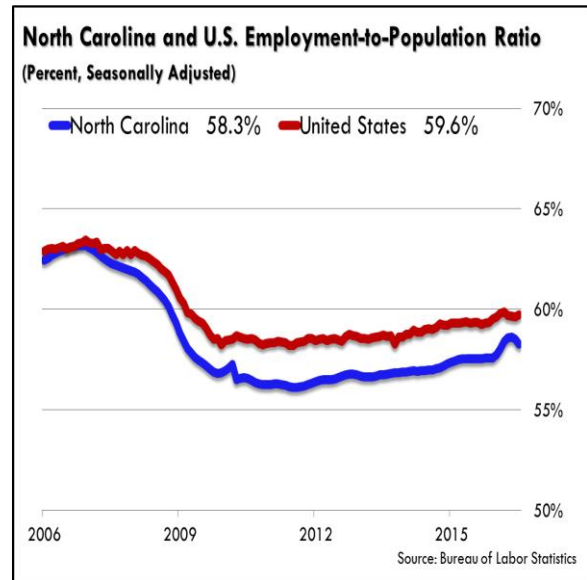 North Carolina and U.S. Employment-to-Population Ratio
(Percent, Seasonally Adjusted)
70%
North Carolina 58.3% United States 59.6%
65%
60%
55%
50%
2006 2009 2012 2015
Source: Bureau of Labor Statistics